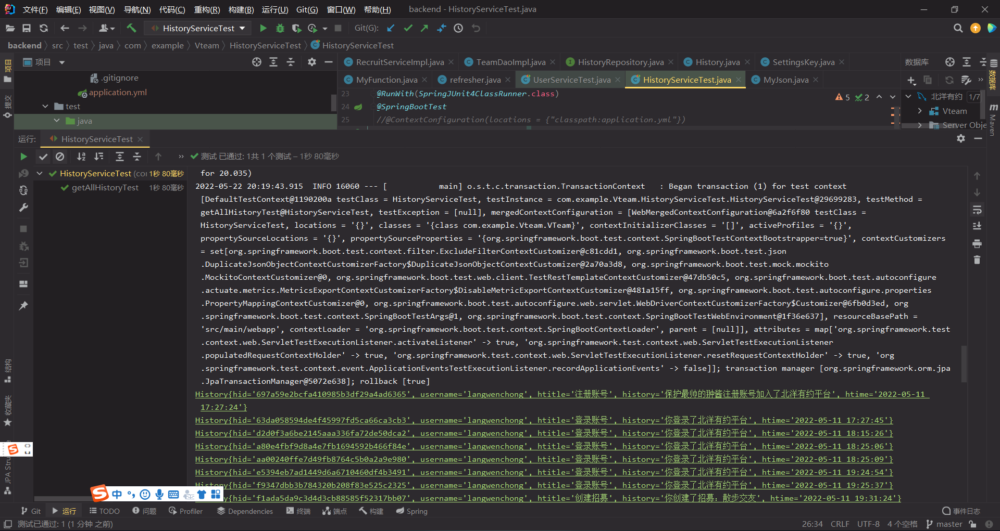 文件(F) 编辑(E) 视图(V) 导航(N) 代码(C) 重构(R) 构建(B) 运行(U) Git(G) 窗口(W) 帮助(H) backend - HistoryServiceTest.java
HistoryServiceTest Git(G):
backend src test java com example Vteam HistoryServiceTest HistoryServiceTest
项目 RecruitServiceImpl.java TeamDaoImpl.java HistoryRepository.java History.java SettingsKey.java 数据库
MyFunction.java refresher.java UserServiceTest.java HistoryServiceTest.java MyJson.java
.gitignore
application.yml
test
java
23 @RunWith(SpringJUnit4ClassRunner.class)
24 @SpringBootTest
25 //@ContextConfiguration(locations = {"classpath:application.yml"})
5 2
北洋有约 1/7
Vteam
Server Obje
项目
提交
结构
收藏夹
JPA Stru
数据库
Maven
运行: HistoryServiceTest
测试 已通过: 1共 1 个测试 – 1秒 80毫秒
HistoryServiceTest (co 1秒 80毫秒
getAllHistoryTest 1秒 80毫秒
for 20.035)
2022-05-22 20:19:43.915  INFO 16060 --- [           main] o.s.t.c.transaction.TransactionContext   : Began transaction (1) for test context
[DefaultTestContext@1190200a testClass = HistoryServiceTest, testInstance = com.example.Vteam.HistoryServiceTest.HistoryServiceTest@29699283, testMethod =
getAllHistoryTest@HistoryServiceTest, testException = [null], mergedContextConfiguration = [WebMergedContextConfiguration@6a2f6f80 testClass =
HistoryServiceTest, locations = '{}', classes = '{class com.example.Vteam.VTeam}', contextInitializerClasses = '[]', activeProfiles = '{}',
propertySourceLocations = '{}', propertySourceProperties = '{org.springframework.boot.test.context.SpringBootTestContextBootstrapper=true}', contextCustomizers
= set[org.springframework.boot.test.context.filter.ExcludeFilterContextCustomizer@c81cdd1, org.springframework.boot.test.json
.DuplicateJsonObjectContextCustomizerFactory$DuplicateJsonObjectContextCustomizer@2a70a3d8, org.springframework.boot.test.mock.mockito
.MockitoContextCustomizer@0, org.springframework.boot.test.web.client.TestRestTemplateContextCustomizer@47db50c5, org.springframework.boot.test.autoconfigure
.actuate.metrics.MetricsExportContextCustomizerFactory$DisableMetricExportContextCustomizer@481a15ff, org.springframework.boot.test.autoconfigure.properties
.PropertyMappingContextCustomizer@0, org.springframework.boot.test.autoconfigure.web.servlet.WebDriverContextCustomizerFactory$Customizer@6fb0d3ed, org
.springframework.boot.test.context.SpringBootTestArgs@1, org.springframework.boot.test.context.SpringBootTestWebEnvironment@1f36e637], resourceBasePath =
'src/main/webapp', contextLoader = 'org.springframework.boot.test.context.SpringBootContextLoader', parent = [null]], attributes = map['org.springframework.test
.context.web.ServletTestExecutionListener.activateListener' -> true, 'org.springframework.test.context.web.ServletTestExecutionListener
.populatedRequestContextHolder' -> true, 'org.springframework.test.context.web.ServletTestExecutionListener.resetRequestContextHolder' -> true, 'org
.springframework.test.context.event.ApplicationEventsTestExecutionListener.recordApplicationEvents' -> false]]; transaction manager [org.springframework.orm.jpa
.JpaTransactionManager@5072e638]; rollback [true]
History{hid='697a59e2bcfa410985b3df29a4ad6365', username='langwenchong', htitle='注册账号', history='保护最帅的翀酱注册账号加入了北洋有约平台', htime='2022-05-11
17:27:24'}
History{hid='63da058594de4f45997fd5ca66ca3cb3', username='langwenchong', htitle='登录账号', history='你登录了北洋有约平台', htime='2022-05-11 17:27:45'}
History{hid='d2d0f3a6be2145aaa336fa72de50dca2', username='langwenchong', htitle='登录账号', history='你登录了北洋有约平台', htime='2022-05-11 18:15:26'}
History{hid='a80e4fbf9d8a4e7fb1694592b466f84e', username='langwenchong', htitle='登录账号', history='你登录了北洋有约平台', htime='2022-05-11 18:25:06'}
History{hid='aa00240ffe7d49fb8764c5b0a2a9e980', username='langwenchong', htitle='登录账号', history='你登录了北洋有约平台', htime='2022-05-11 18:25:09'}
History{hid='e5394eb7ad1449d6a6710460df4b3491', username='langwenchong', htitle='登录账号', history='你登录了北洋有约平台', htime='2022-05-11 19:24:54'}
History{hid='f9347dbb3b784320b208f83e525c2325', username='langwenchong', htitle='登录账号', history='你登录了北洋有约平台', htime='2022-05-11 19:25:37'}
y{hid='f1ada5da9c3d4d3cb88585f52317bb07', username='langwenchong', htitle='创建招募', history='你创建了招募：散步交友', htime='2022-05-11 19:31:24'}
中
Git 运行 TODO 问题 Profiler Dependencies 终端 端点 构建 Spring 事件日志
测试已通过: 1 (1 分钟 之前) 26:34 CRLF UTF-8 4 个空格 master